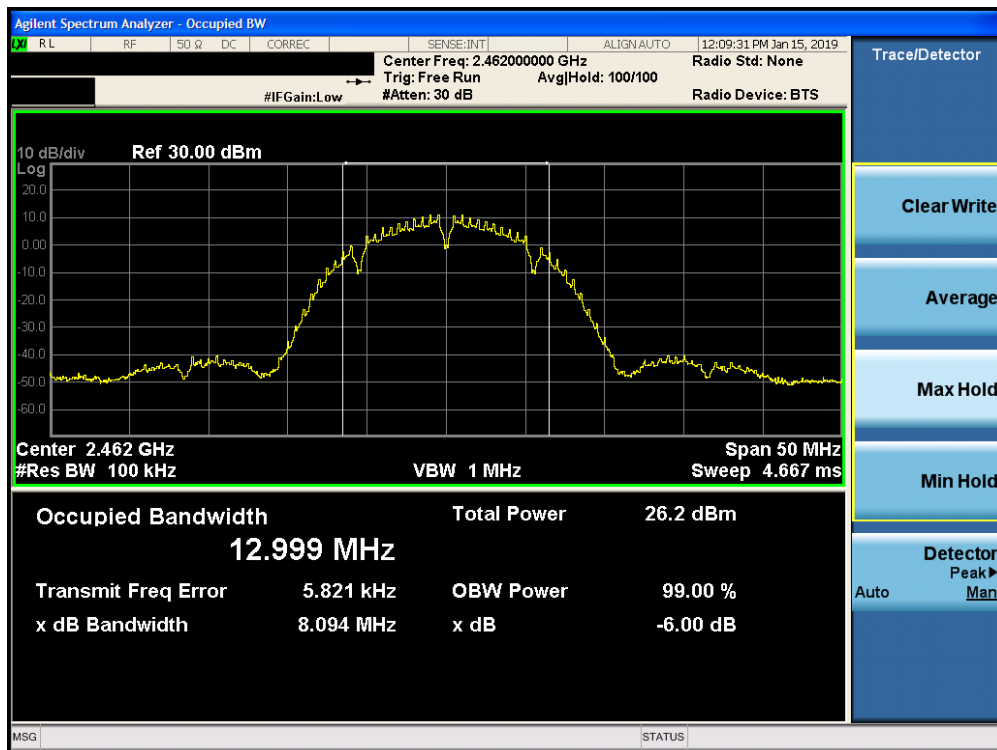 Agilent Spectrum Analyzer - Occupied BW
LXI RL RF 50 Ω DC CORREC SENSE:INT ALIGN AUTO 12:09:31 PM Jan 15, 2019
Center Freq: 2.462000000 GHz Radio Std: None
Trig: Free Run Avg|Hold: 100/100
#IFGain:Low #Atten: 30 dB Radio Device: BTS
10 dB/div Ref 30.00 dBm
Log
20.0
10.0
0.00
-10.0
-20.0
-30.0
-40.0
-50.0
-60.0
Center 2.462 GHz Span 50 MHz
#Res BW 100 kHz VBW 1 MHz Sweep 4.667 ms
Occupied Bandwidth Total Power 26.2 dBm
12.999 MHz
Transmit Freq Error 5.821 kHz OBW Power 99.00 %
x dB Bandwidth 8.094 MHz x dB -6.00 dB
MSG STATUS
Trace/Detector
Clear Write
Average
Max Hold
Min Hold
Detector
Peak▶
Auto Man